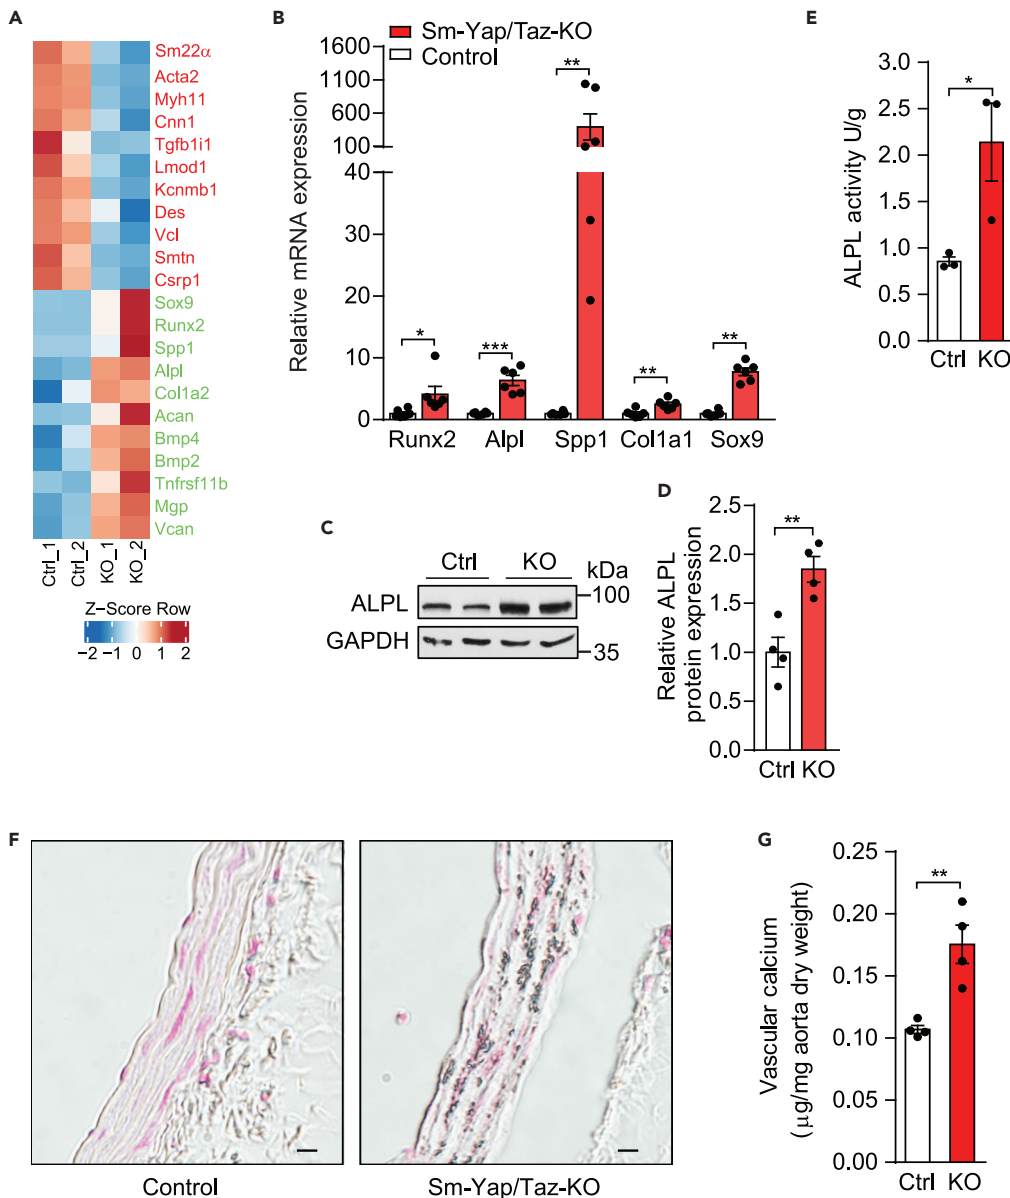 A
Sm22α
Acta2
Myh11
Cnn1
Tgfb1i1
Lmod1
Kcnmb1
Des
Vcl
Smtn
Csrp1
Sox9
Runx2
Spp1
Alpl
Col1a2
Acan
Bmp4
Bmp2
Tnfrsf11b
Mgp
Vcan
Ctrl_1
Ctrl_2
KO_1
KO_2
Z−Score Row
−2 −1 0 1 2
B
Sm-Yap/Taz-KO
Control
Relative mRNA expression
1600
1100
600
100
40
30
20
10
0
* *** ** ** **
Runx2 Alpl Spp1 Col1a1 Sox9
C
Ctrl KO kDa
ALPL 100
GAPDH 35
D
Relative ALPL
protein expression
2.5
2.0
1.5
1.0
0.5
0.0
**
Ctrl KO
E
ALPL activity U/g
3.0
2.5
2.0
1.5
1.0
0.5
0.0
*
Ctrl KO
F
Control
Sm-Yap/Taz-KO
G
Vascular calcium
(µg/mg aorta dry weight)
0.25
0.20
0.15
0.10
0.05
0.00
**
Ctrl KO